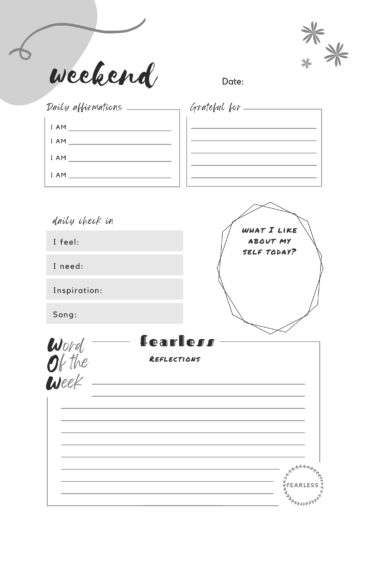 weekend
Date:
Daily affirmations
I AM
I AM
I AM
I AM
Grateful for
daily check in
I feel:
I need:
Inspiration:
Song:
WHAT I LIKE
ABOUT MY
SELF TODAY?
Word
Of the
Week
fearless
REFLECTIONS
FEARLESS